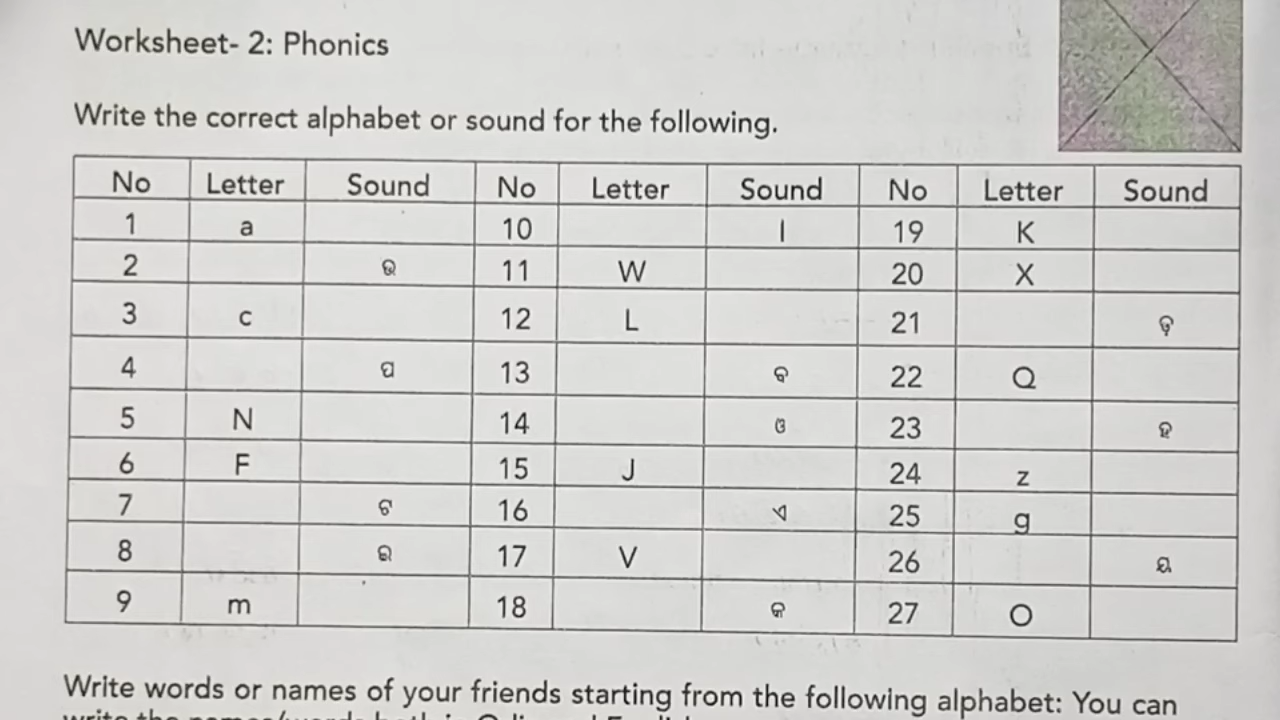 Worksheet- 2: Phonics
Write the correct alphabet or sound for the following.
No Letter Sound No Letter Sound No Letter Sound
1 a 10 l 19 K
2 11 W 20 X
3 c 12 L 21
4 ପ 13 22 Q
5 N 14 ଓ 23
6 F 15 J 24 z
7 ଟ 16 ଏ 25 g
8 ର 17 V 26
9 m 18 27 O
Write words or names of your friends starting from the following alphabet: You can